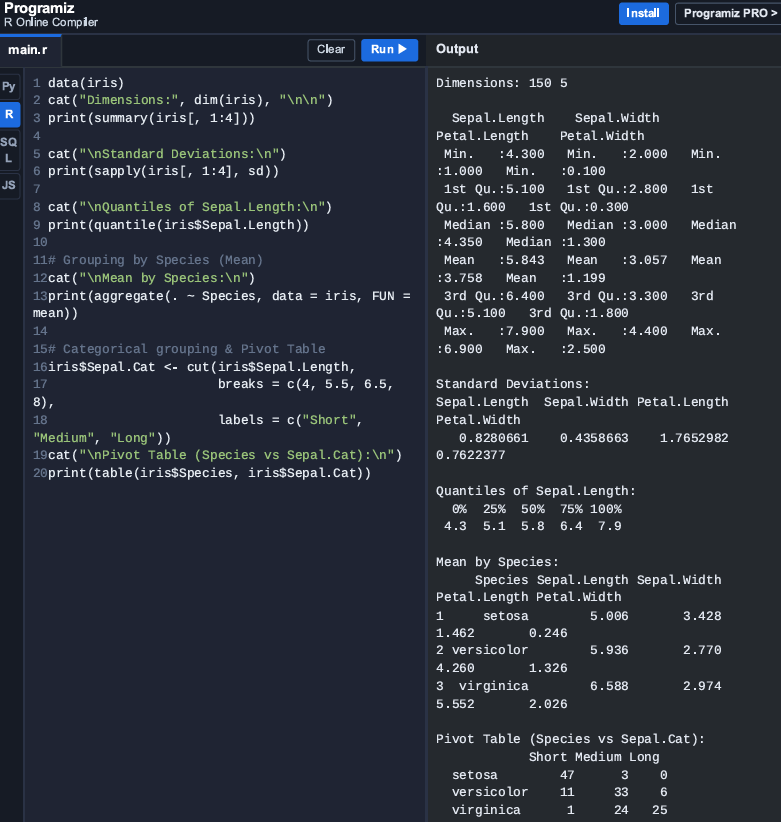 Programiz
R Online Compiler
Install
Programiz PRO >
main.r
Clear
Run
Output
Py
R
SQ
L
JS
1 data(iris)
2 cat("Dimensions:", dim(iris), "\n\n")
3 print(summary(iris[, 1:4]))
4
5 cat("\nStandard Deviations:\n")
6 print(sapply(iris[, 1:4], sd))
7
8 cat("\nQuantiles of Sepal.Length:\n")
9 print(quantile(iris$Sepal.Length))
10
11# Grouping by Species (Mean)
12cat("\nMean by Species:\n")
13print(aggregate(. ~ Species, data = iris, FUN =
mean))
14
15# Categorical grouping & Pivot Table
16iris$Sepal.Cat <- cut(iris$Sepal.Length,
17                      breaks = c(4, 5.5, 6.5,
8),
18                      labels = c("Short",
"Medium", "Long"))
19cat("\nPivot Table (Species vs Sepal.Cat):\n")
20print(table(iris$Species, iris$Sepal.Cat))
Dimensions: 150 5
  Sepal.Length    Sepal.Width
Petal.Length    Petal.Width
 Min.   :4.300   Min.   :2.000   Min.
:1.000   Min.   :0.100
 1st Qu.:5.100   1st Qu.:2.800   1st
Qu.:1.600   1st Qu.:0.300
 Median :5.800   Median :3.000   Median
:4.350   Median :1.300
 Mean   :5.843   Mean   :3.057   Mean
:3.758   Mean   :1.199
 3rd Qu.:6.400   3rd Qu.:3.300   3rd
Qu.:5.100   3rd Qu.:1.800
 Max.   :7.900   Max.   :4.400   Max.
:6.900   Max.   :2.500
Standard Deviations:
Sepal.Length  Sepal.Width Petal.Length
Petal.Width
   0.8280661    0.4358663    1.7652982
0.7622377
Quantiles of Sepal.Length:
  0%  25%  50%  75% 100%
 4.3  5.1  5.8  6.4  7.9
Mean by Species:
     Species Sepal.Length Sepal.Width
Petal.Length Petal.Width
1     setosa        5.006       3.428
1.462       0.246
2 versicolor        5.936       2.770
4.260       1.326
3  virginica        6.588       2.974
5.552       2.026
Pivot Table (Species vs Sepal.Cat):
            Short Medium Long
  setosa        47      3    0
  versicolor    11     33    6
  virginica      1     24   25